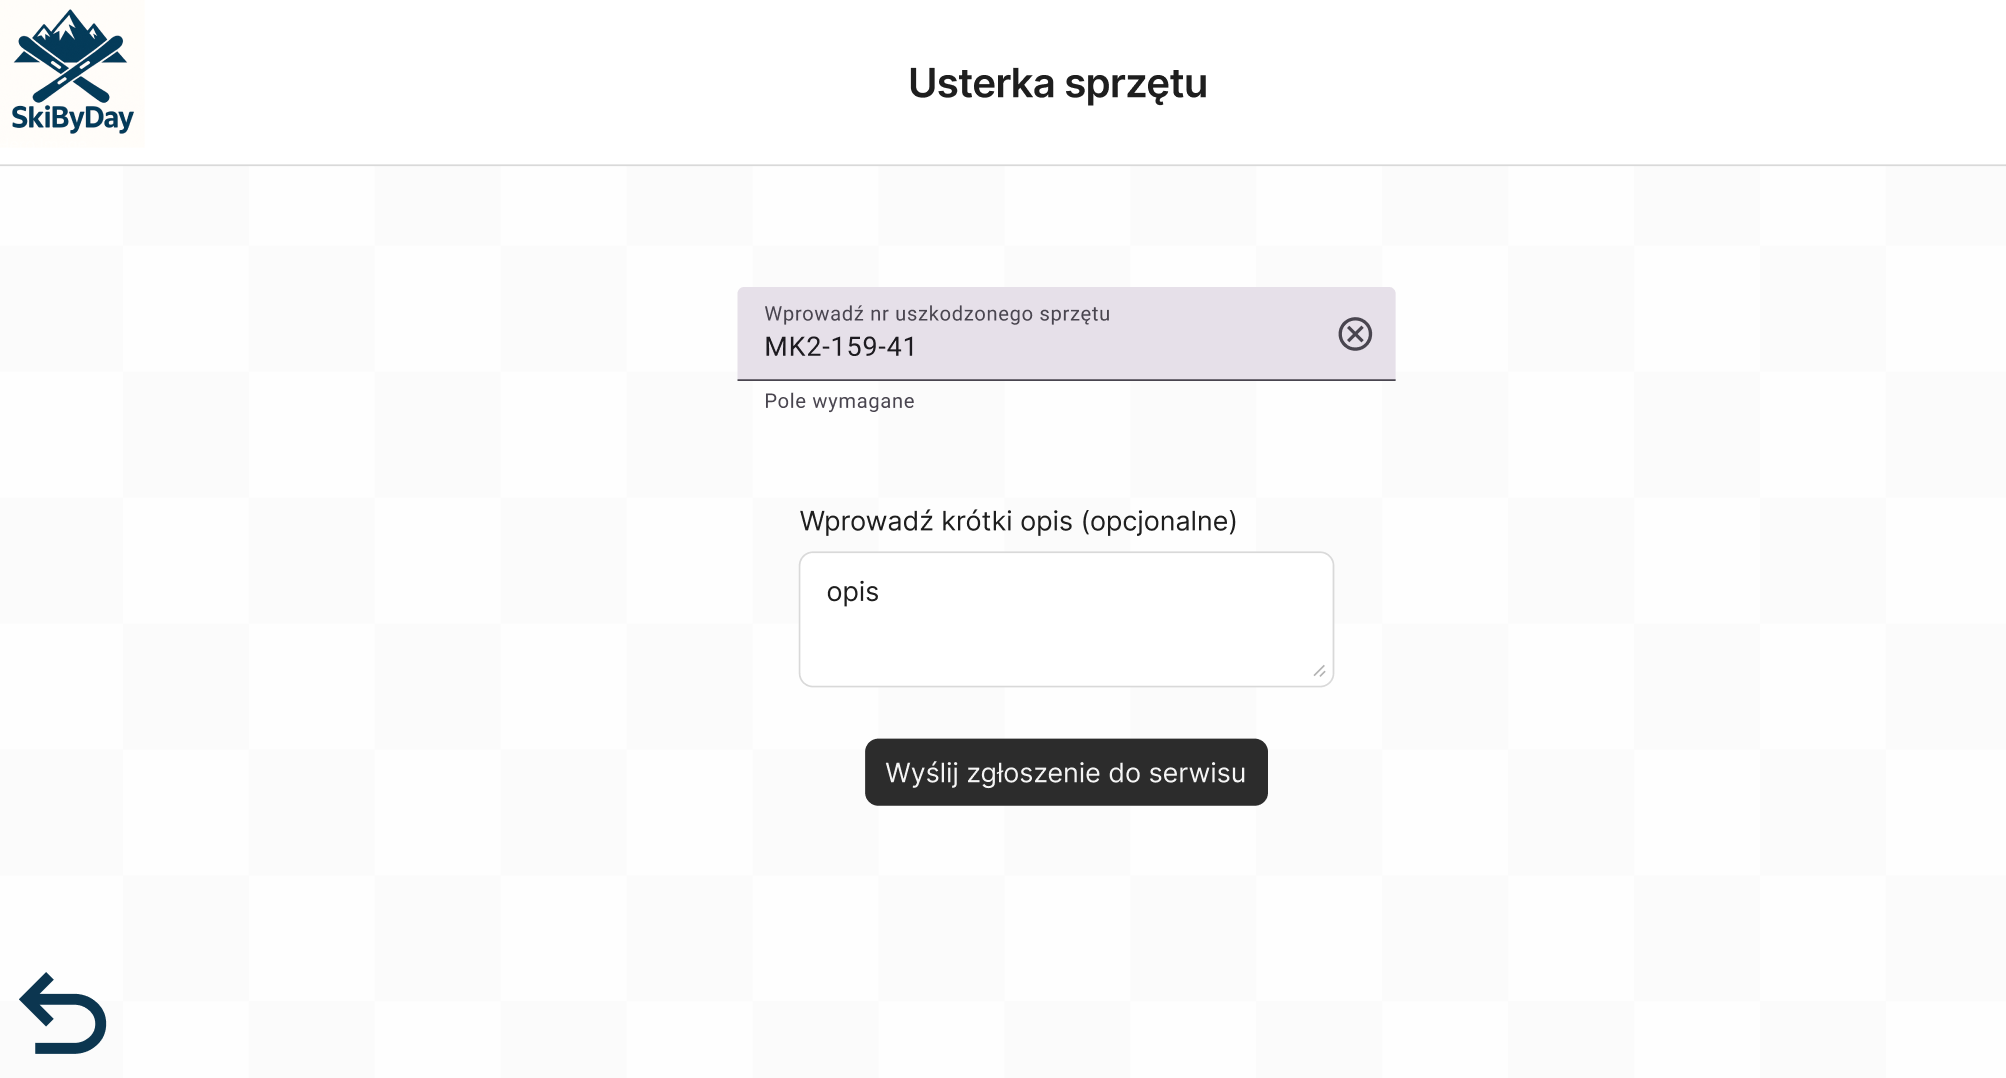 SkiByDay
Usterka sprzętu
Wprowadź nr uszkodzonego sprzętu
MK2-159-41
Pole wymagane
Wprowadź krótki opis (opcjonalne)
opis
Wyślij zgłoszenie do serwisu